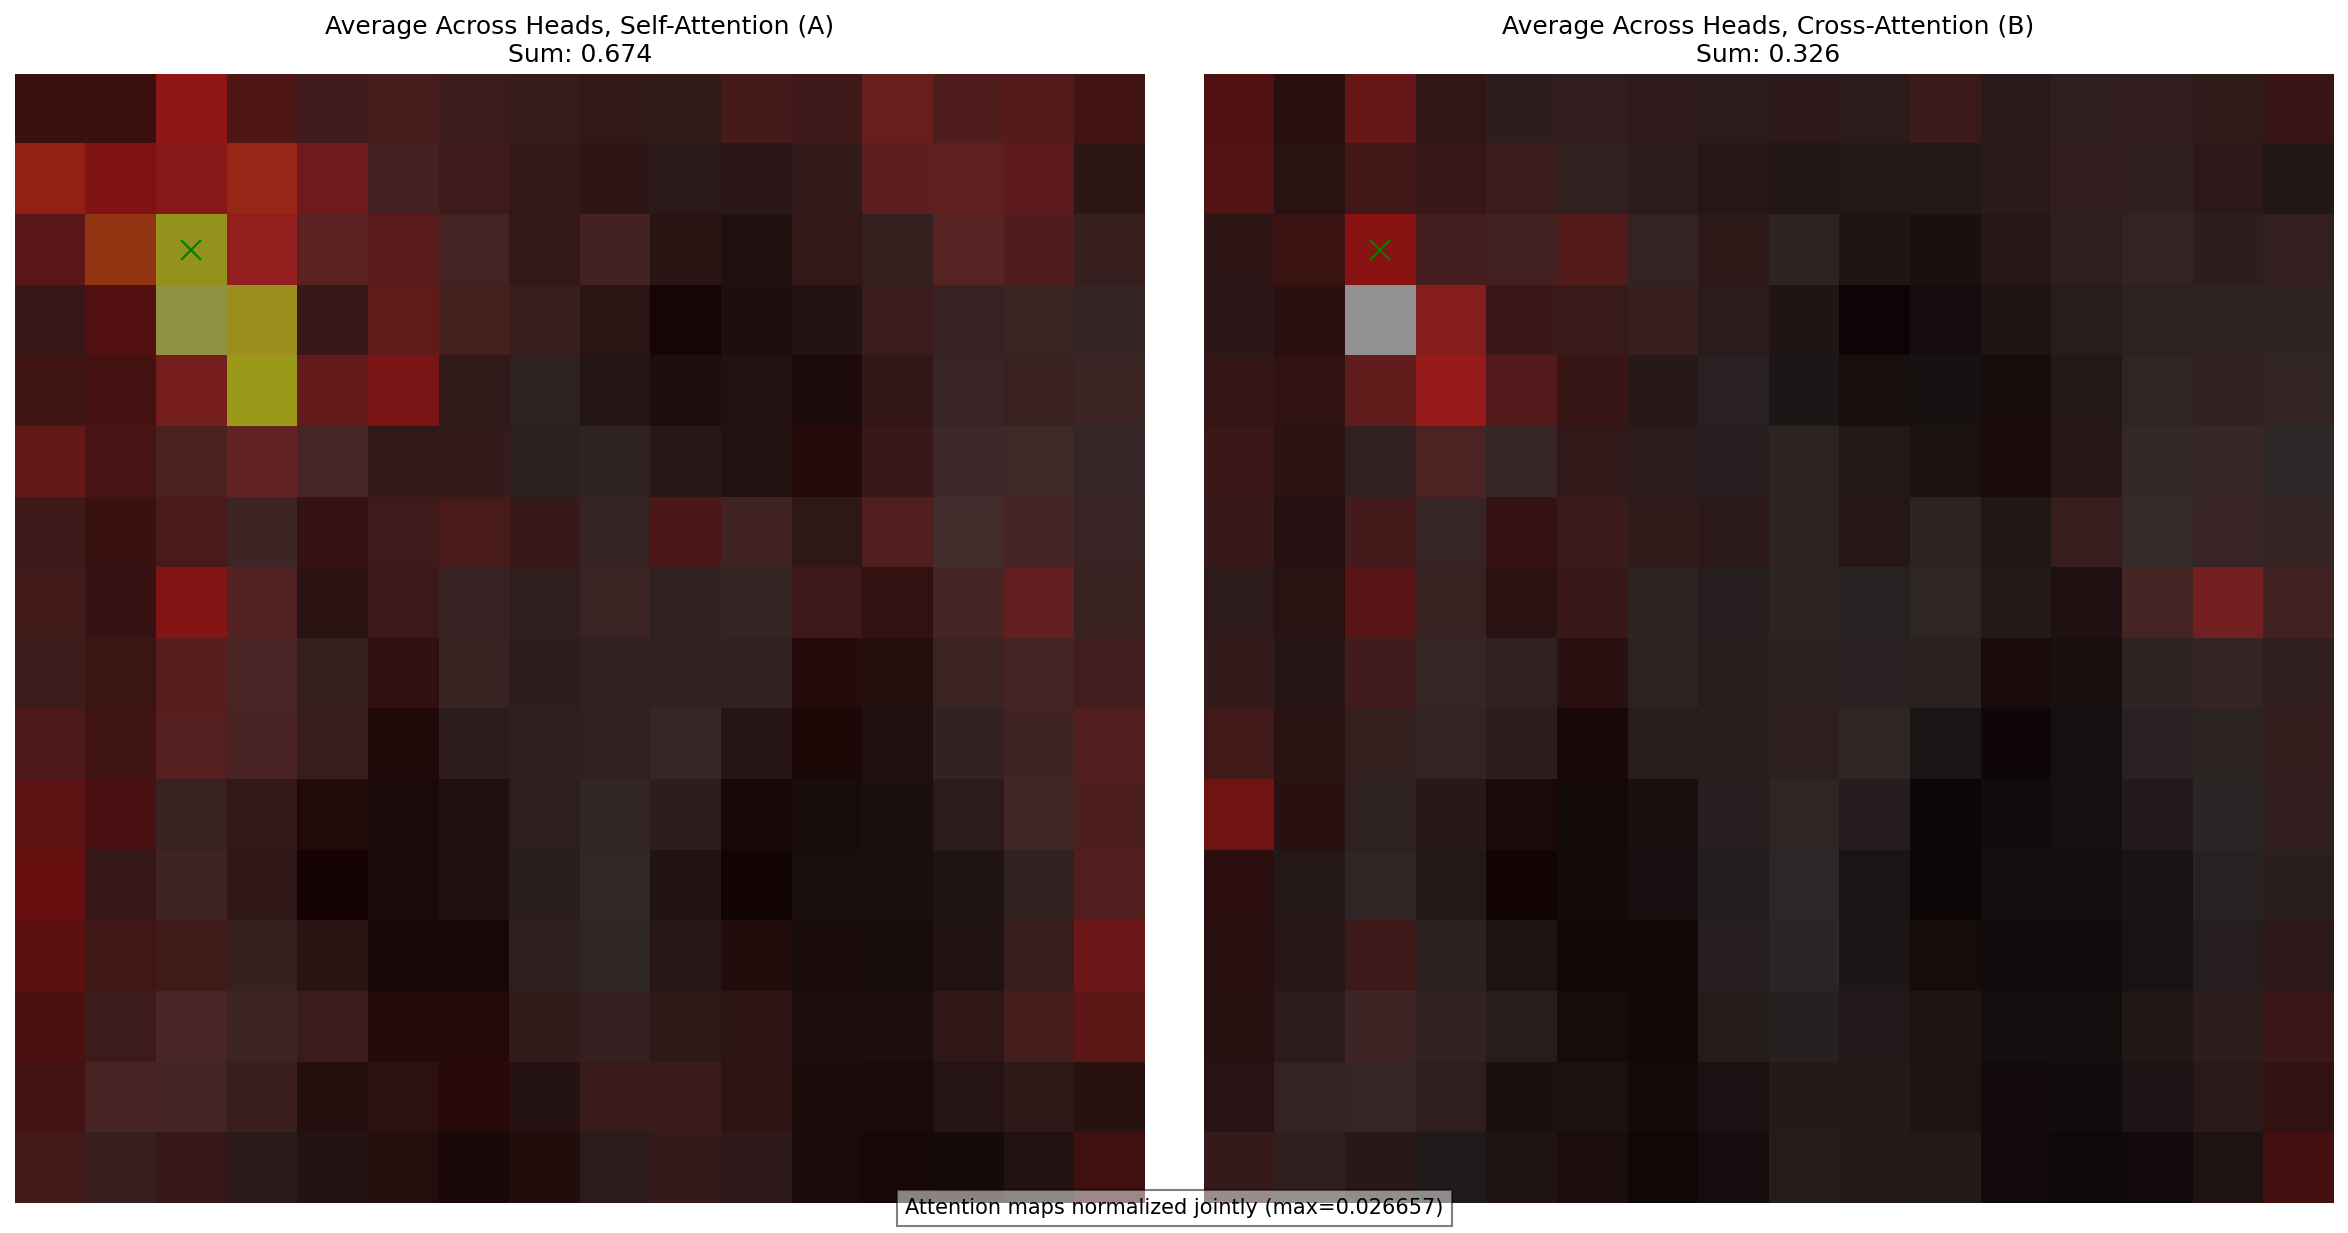 Average Across Heads, Self-Attention (A)
Sum: 0.674
Average Across Heads, Cross-Attention (B)
Sum: 0.326
Attention maps normalized jointly (max=0.026657)